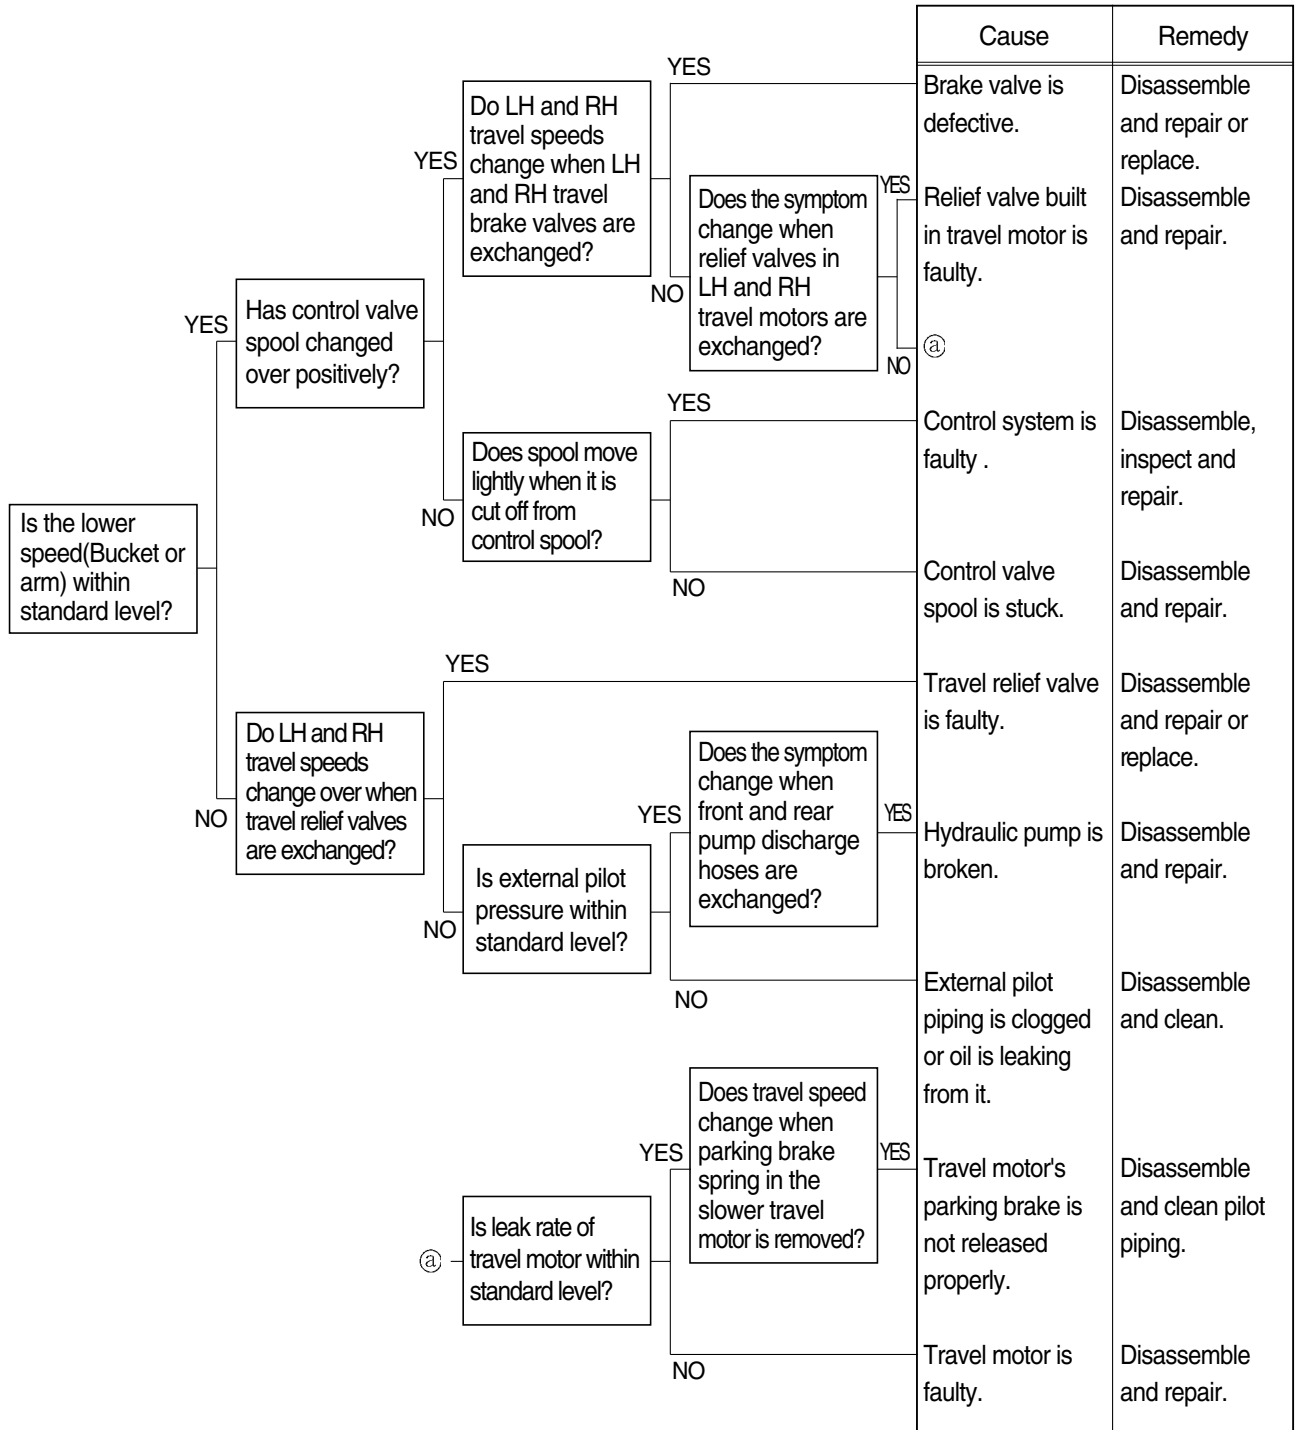 Cause
Remedy
YES
Brake valve is
defective.
Disassemble
and repair or
replace.
Do LH and RH
travel speeds
change when LH
and RH travel
brake valves are
exchanged?
YES
Does the symptom
change when
relief valves in
LH and RH
travel motors are
exchanged?
NO
YES
Relief valve built
in travel motor is
faulty.
Disassemble
and repair.
NO
ⓐ
YES
Has control valve
spool changed
over positively?
YES
Control system is
faulty .
Disassemble,
inspect and
repair.
Does spool move
lightly when it is
cut off from
control spool?
NO
NO
Control valve
spool is stuck.
Disassemble
and repair.
Is the lower
speed(Bucket or
arm) within
standard level?
YES
Travel relief valve
is faulty.
Disassemble
and repair or
replace.
NO
Do LH and RH
travel speeds
change over when
travel relief valves
are exchanged?
YES
Does the symptom
change when
front and rear
pump discharge
hoses are
exchanged?
YES
Hydraulic pump is
broken.
Disassemble
and repair.
NO
Is external pilot
pressure within
standard level?
NO
External pilot
piping is clogged
or oil is leaking
from it.
Disassemble
and clean.
YES
Does travel speed
change when
parking brake
spring in the
slower travel
motor is removed?
YES
Travel motor's
parking brake is
not released
properly.
Disassemble
and clean pilot
piping.
ⓐ
Is leak rate of
travel motor within
standard level?
NO
Travel motor is
faulty.
Disassemble
and repair.